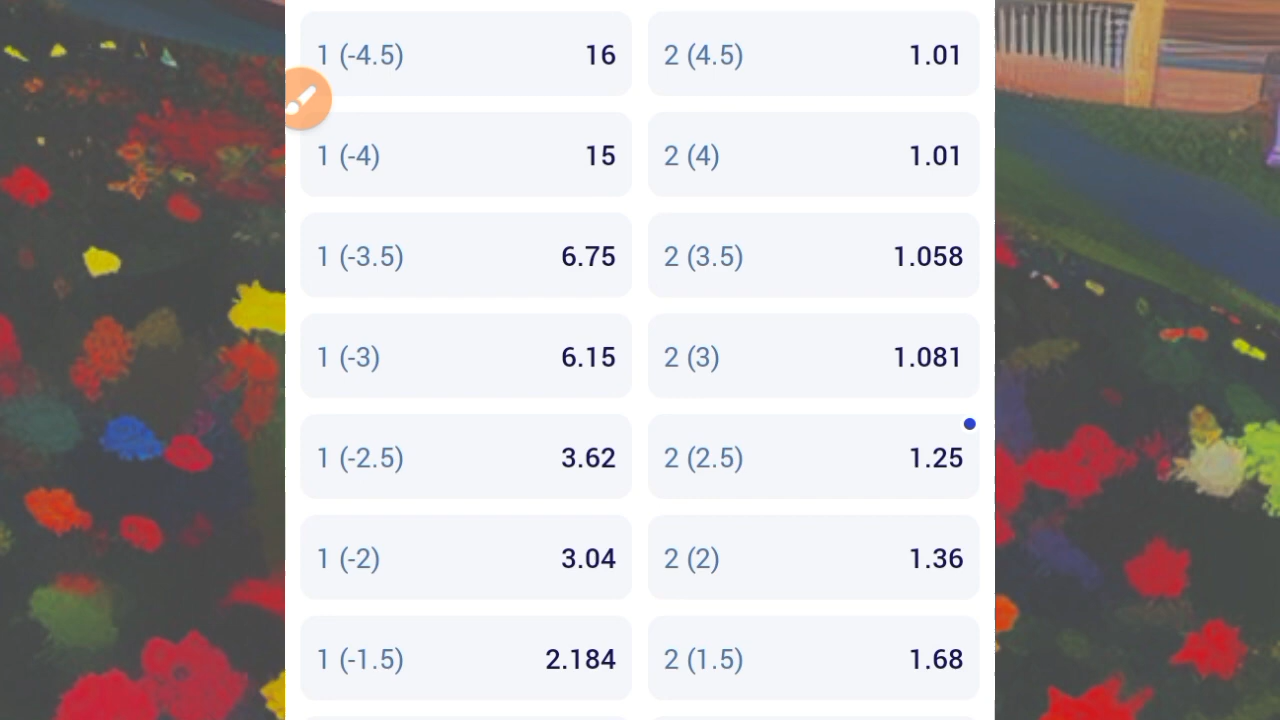 1 (-4.5) 16 2 (4.5) 1.01
1 (-4) 15 2 (4) 1.01
1 (-3.5) 6.75 2 (3.5) 1.058
1 (-3) 6.15 2 (3) 1.081
1 (-2.5) 3.62 2 (2.5) 1.25
1 (-2) 3.04 2 (2) 1.36
1 (-1.5) 2.184 2 (1.5) 1.68